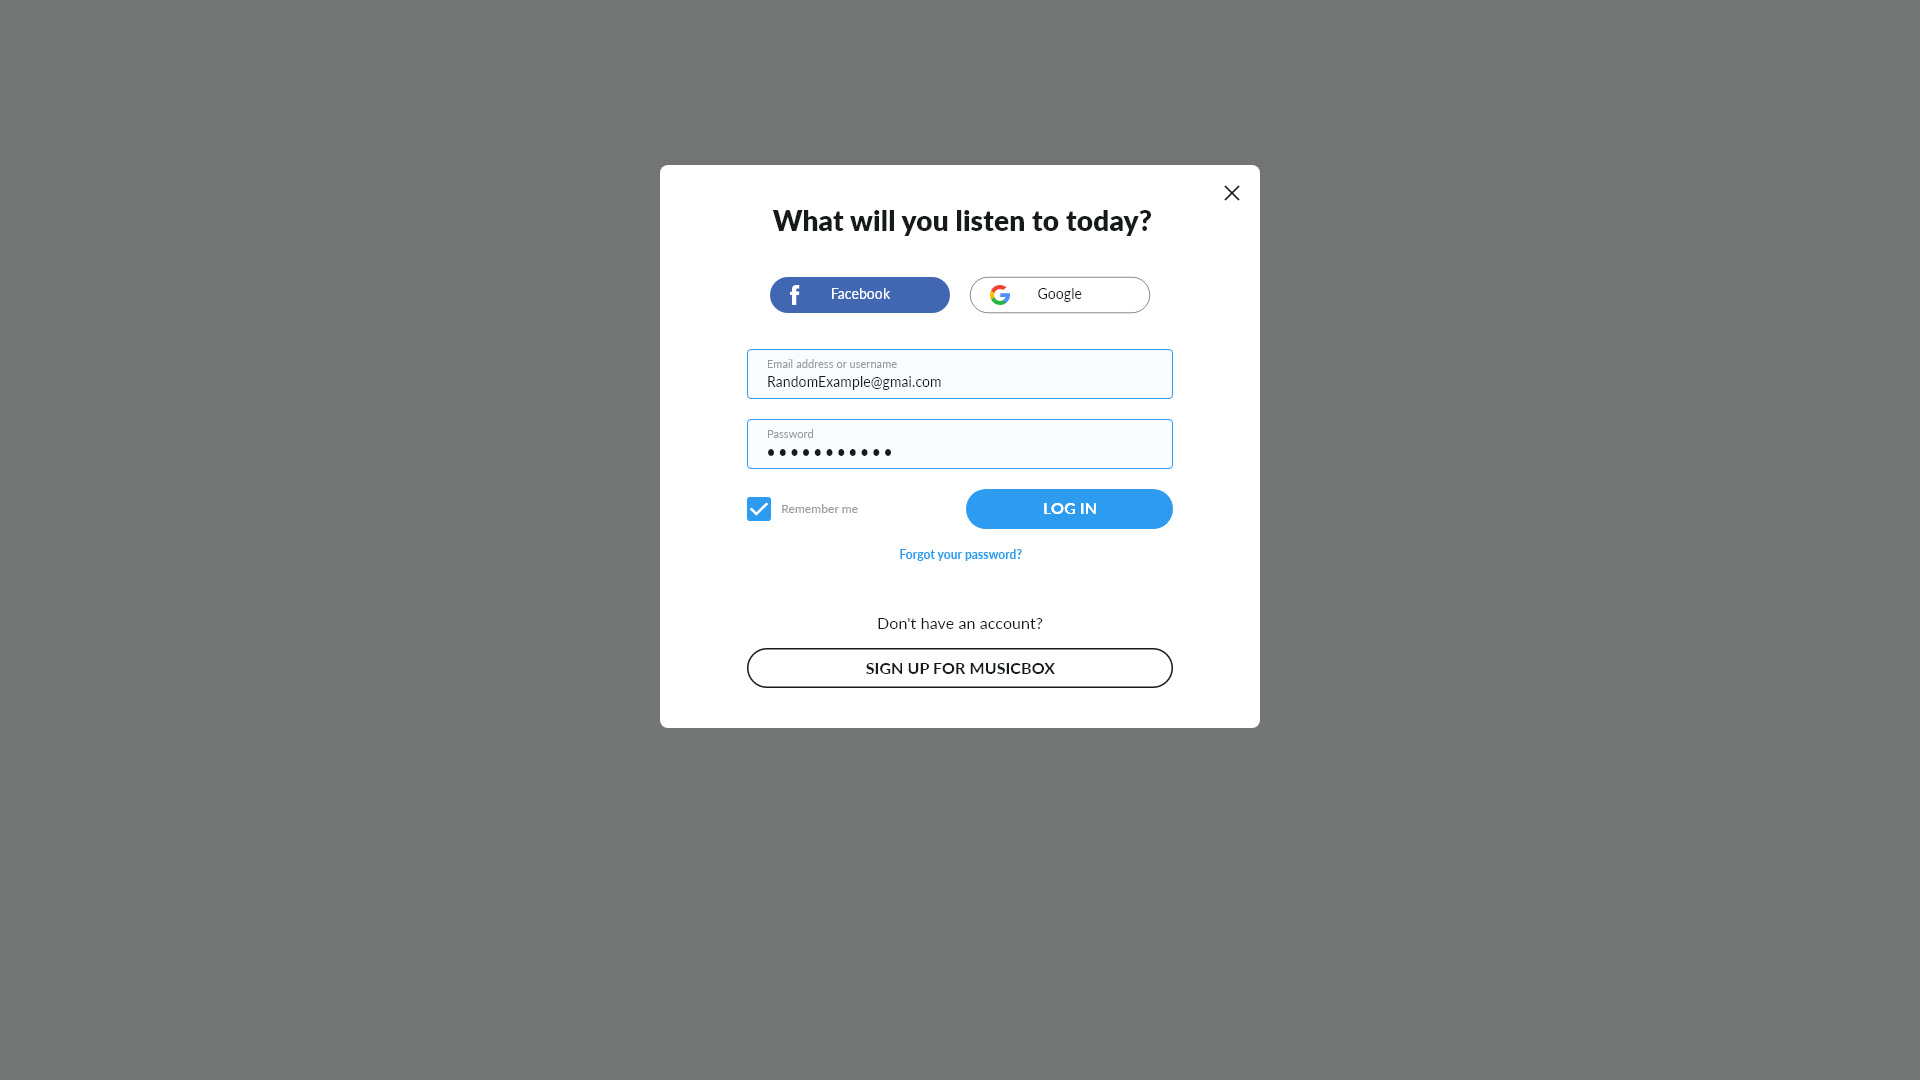 What will you listen to today?
Facebook
Google
Email address or username
RandomExample@gmai.com
Password
●●●●●●●●●●●
Remember me
LOG IN
Forgot your password?
Don't have an account?
SIGN UP FOR MUSICBOX